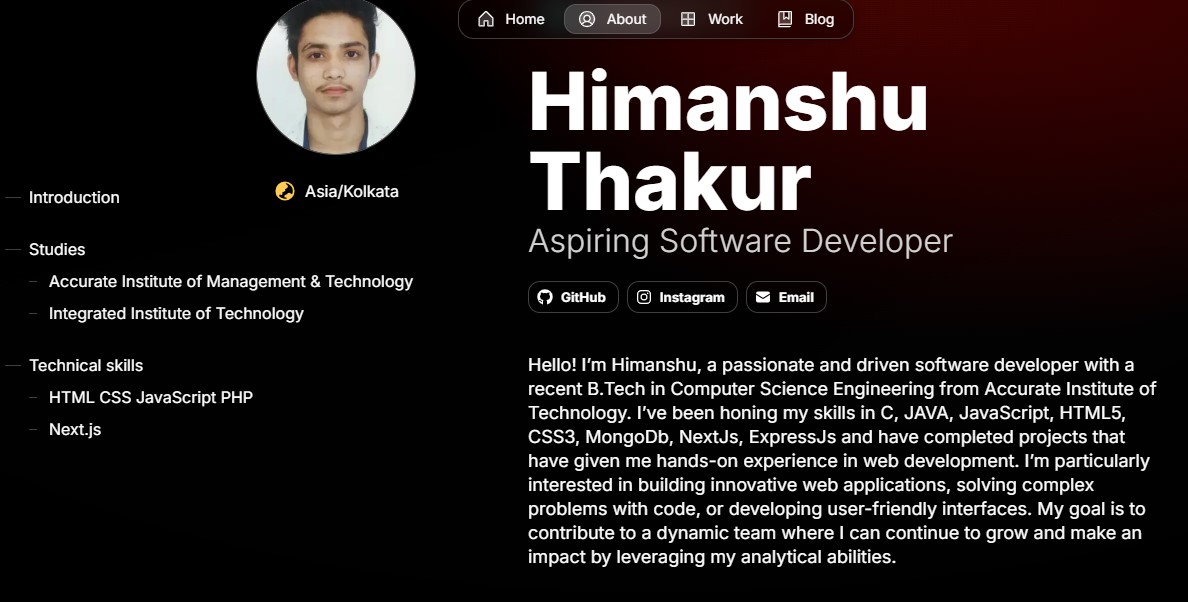 Home
About
Work
Blog
Himanshu
Thakur
Aspiring Software Developer
GitHub
Instagram
Email
Asia/Kolkata
Introduction
Studies
Accurate Institute of Management & Technology
Integrated Institute of Technology
Technical skills
HTML CSS JavaScript PHP
Next.js
Hello! I’m Himanshu, a passionate and driven software developer with a
recent B.Tech in Computer Science Engineering from Accurate Institute of
Technology. I’ve been honing my skills in C, JAVA, JavaScript, HTML5,
CSS3, MongoDb, NextJs, ExpressJs and have completed projects that
have given me hands-on experience in web development. I’m particularly
interested in building innovative web applications, solving complex
problems with code, or developing user-friendly interfaces. My goal is to
contribute to a dynamic team where I can continue to grow and make an
impact by leveraging my analytical abilities.